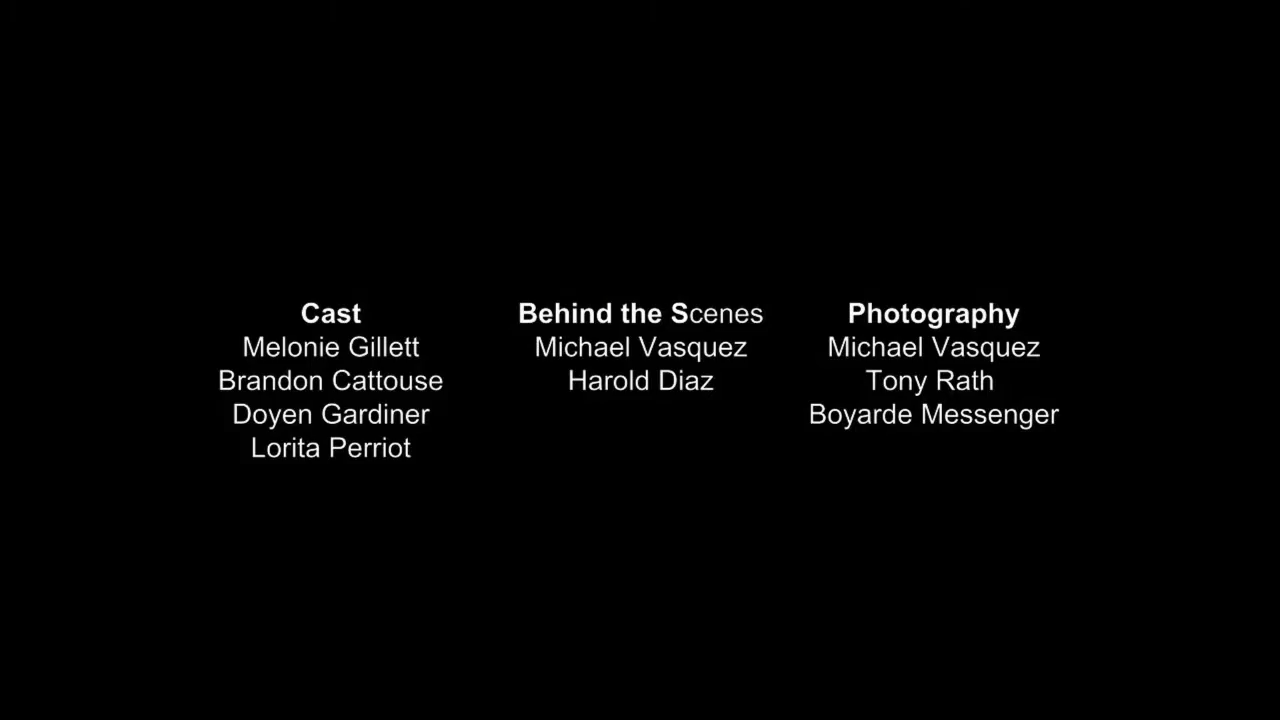 Cast
Melonie Gillett
Brandon Cattouse
Doyen Gardiner
Lorita Perriot
Behind the Scenes
Michael Vasquez
Harold Diaz
Photography
Michael Vasquez
Tony Rath
Boyarde Messenger